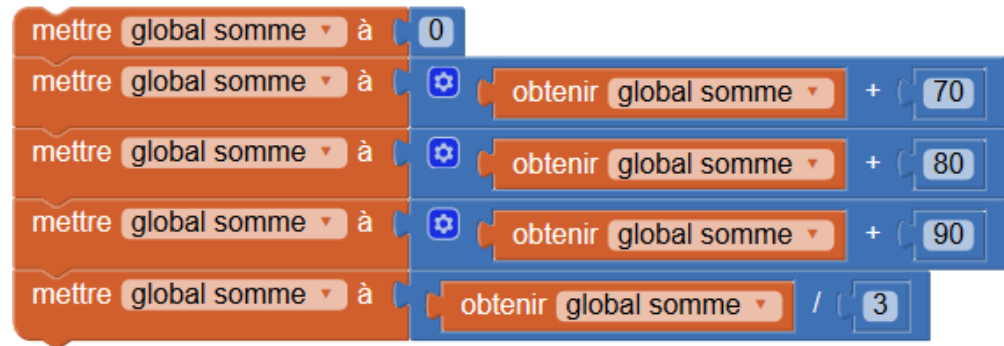 mettre global somme à 0
mettre global somme à obtenir global somme + 70
mettre global somme à obtenir global somme + 80
mettre global somme à obtenir global somme + 90
mettre global somme à obtenir global somme / 3